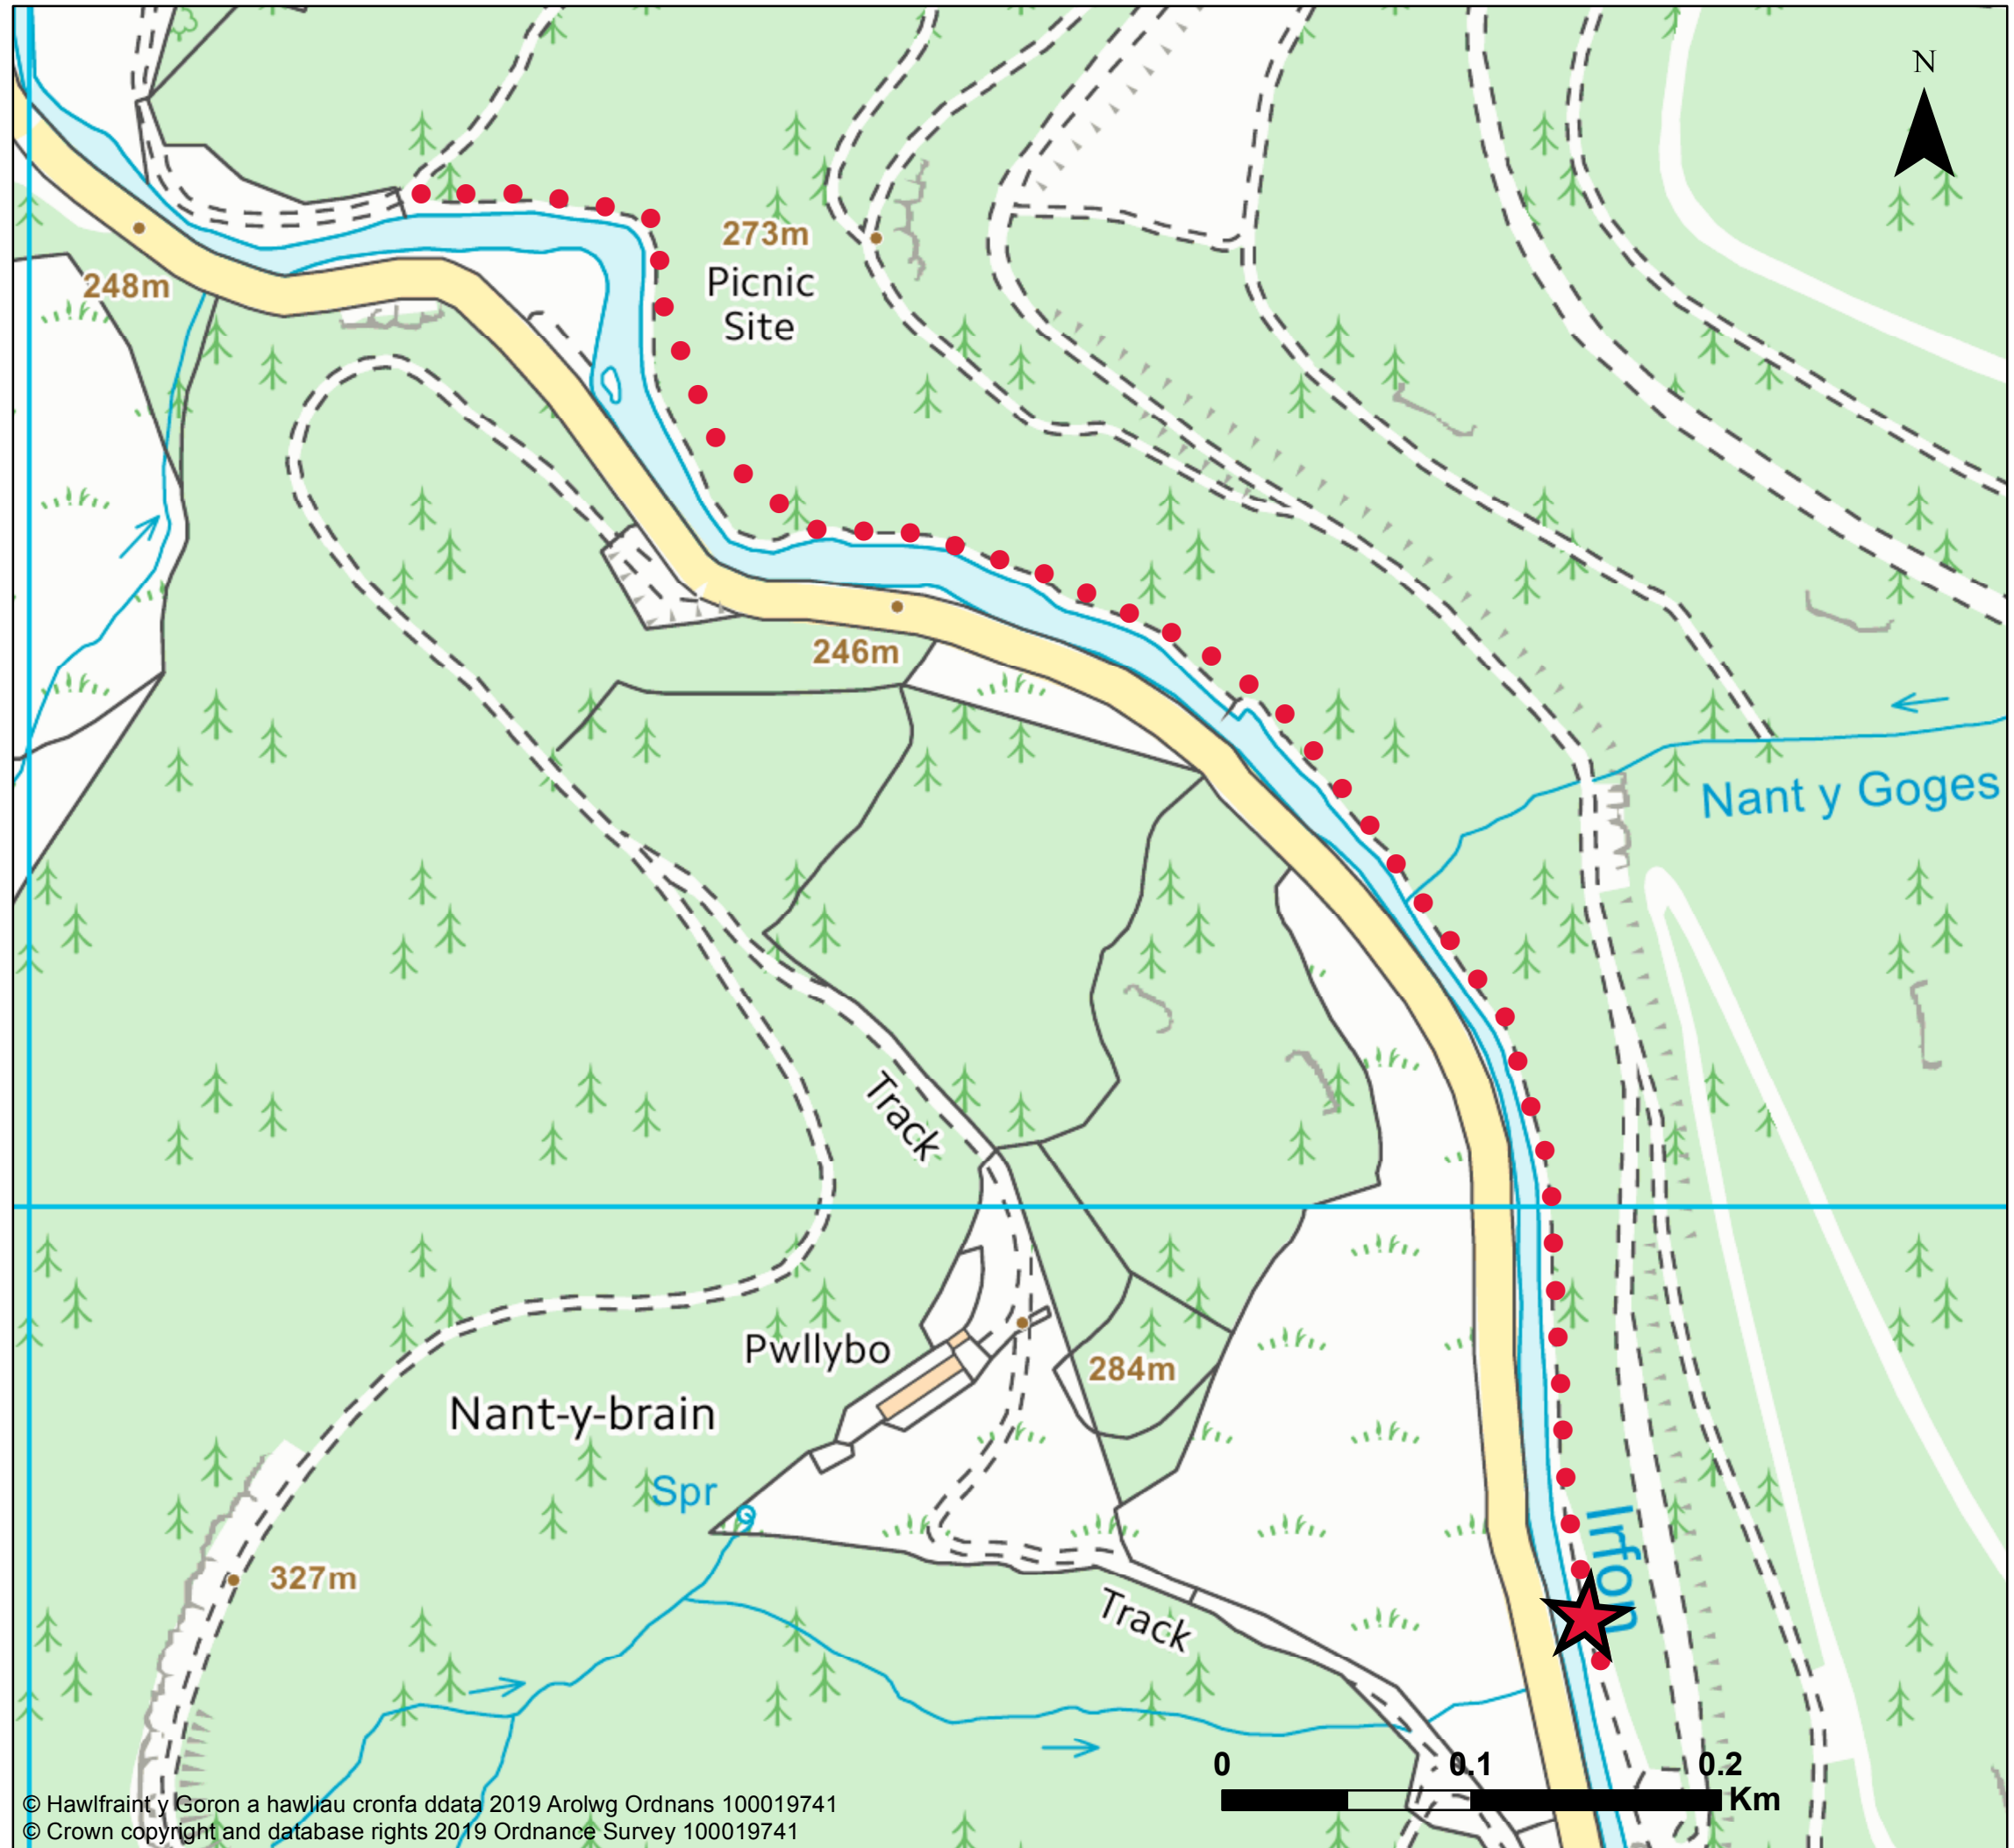 N
273m
Picnic
Site
248m
246m
Nant y Goges
Track
Pwllybo
284m
Nant-y-brain
Spr
Irfon
327m
Track
0 0.1 0.2
Km
© Hawlfraint y Goron a hawliau cronfa ddata 2019 Arolwg Ordnans 100019741
© Crown copyright and database rights 2019 Ordnance Survey 100019741